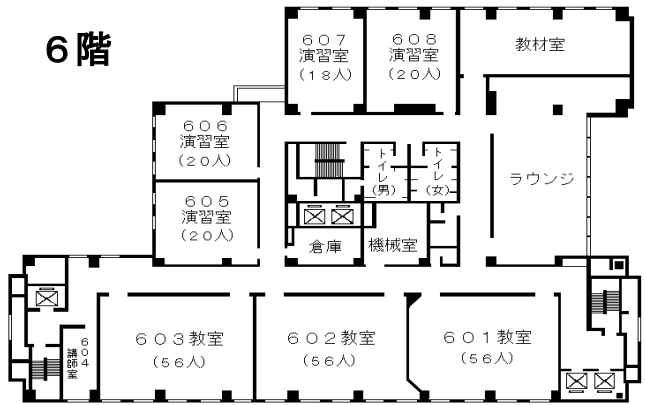 6階
607
演習室
(18人)
608
演習室
(20人)
教材室
606
演習室
(20人)
トイレ
(男)
トイレ
(女)
ラウンジ
605
演習室
(20人)
倉庫
機械室
604
講師室
603教室
(56人)
602教室
(56人)
601教室
(56人)